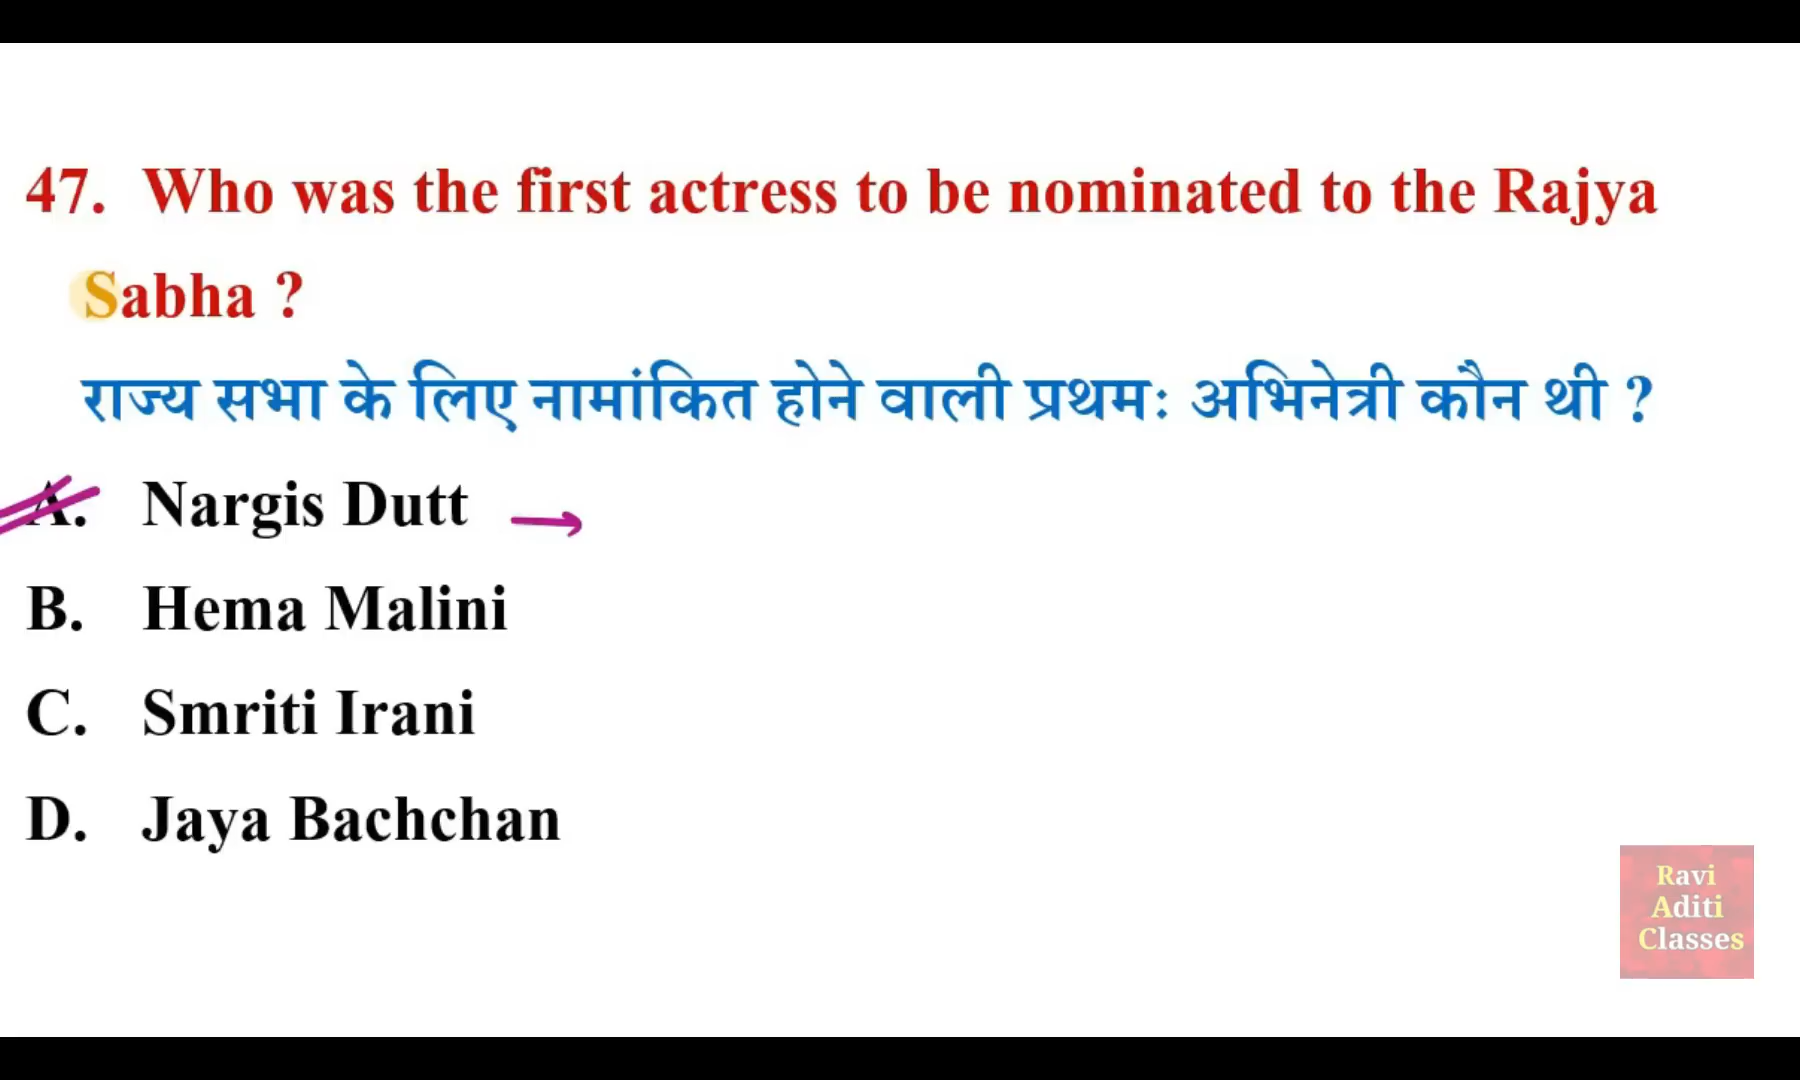 47. Who was the first actress to be nominated to the Rajya
Sabha ?
राज्य सभा के लिए नामांकित होने वाली प्रथमः अभिनेत्री कौन थी ?
A. Nargis Dutt →
B. Hema Malini
C. Smriti Irani
D. Jaya Bachchan
Ravi
Aditi
Classes